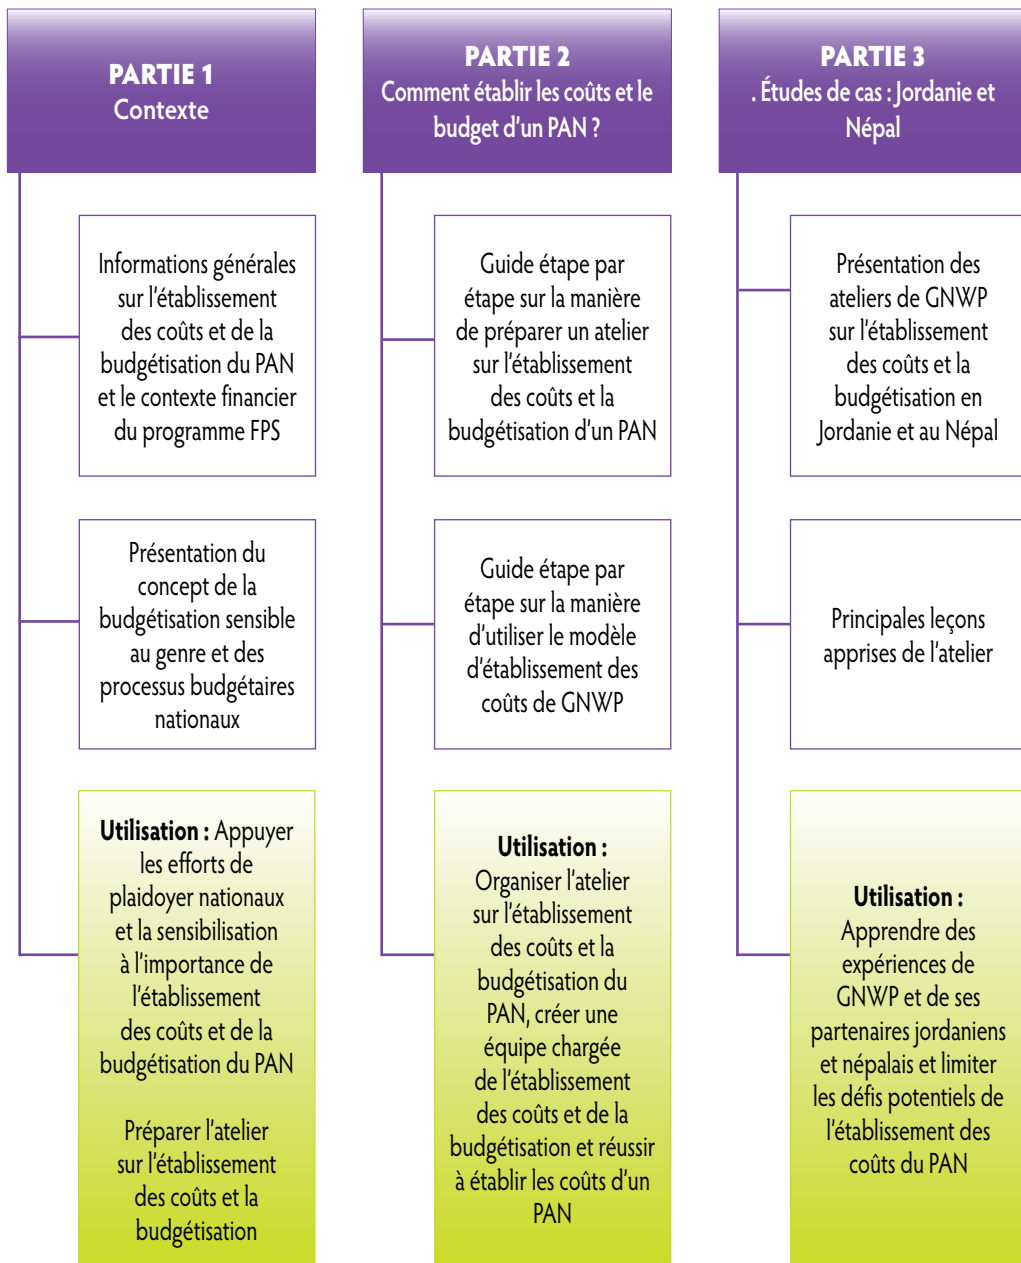 PARTIE 1
Contexte
Informations générales
sur l'établissement
des coûts et de la
budgétisation du PAN
et le contexte financier
du programme FPS
Présentation du
concept de la
budgétisation sensible
au genre et des
processus budgétaires
nationaux
Utilisation : Appuyer
les efforts de
plaidoyer nationaux
et la sensibilisation
à l'importance de
l'établissement
des coûts et de la
budgétisation du PAN
Préparer l'atelier
sur l'établissement
des coûts et la
budgétisation
PARTIE 2
Comment établir les coûts et le
budget d'un PAN ?
Guide étape par
étape sur la manière
de préparer un atelier
sur l'établissement
des coûts et la
budgétisation d'un PAN
Guide étape par
étape sur la manière
d'utiliser le modèle
d'établissement des
coûts de GNWP
Utilisation :
Organiser l'atelier
sur l'établissement
des coûts et la
budgétisation du
PAN, créer une
équipe chargée
de l'établissement
des coûts et de la
budgétisation et réussir
à établir les coûts d'un
PAN
PARTIE 3
. Études de cas : Jordanie et
Népal
Présentation des
ateliers de GNWP
sur l'établissement
des coûts et la
budgétisation en
Jordanie et au Népal
Principales leçons
apprises de l'atelier
Utilisation :
Apprendre des
expériences de
GNWP et de ses
partenaires jordaniens
et népalais et limiter
les défis potentiels de
l'établissement des
coûts du PAN